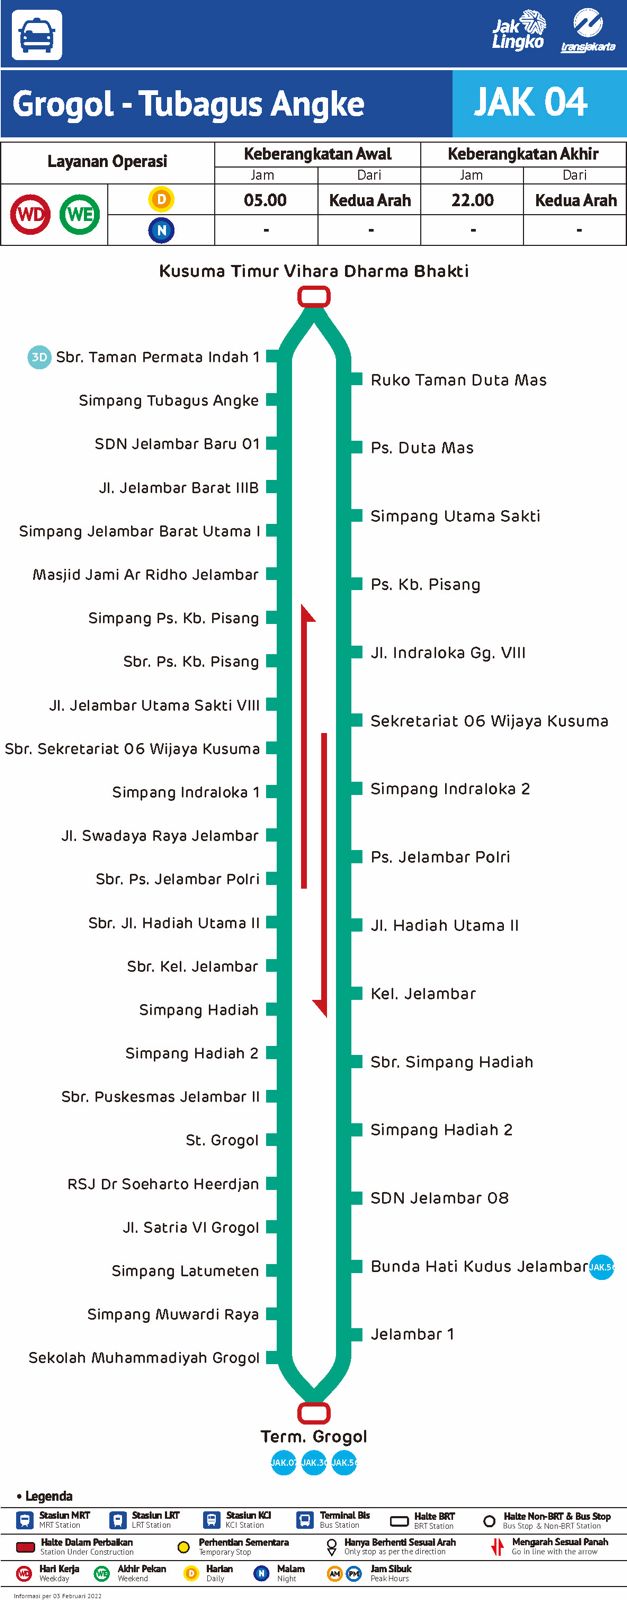 Jak
Lingko
transjakarta
Grogol - Tubagus Angke
JAK 04
Layanan Operasi
Keberangkatan Awal
Keberangkatan Akhir
Jam
Dari
Jam
Dari
WD
WE
D
05.00
Kedua Arah
22.00
Kedua Arah
N
-
-
-
-
Kusuma Timur Vihara Dharma Bhakti
3D
Sbr. Taman Permata Indah 1
Simpang Tubagus Angke
SDN Jelambar Baru 01
Jl. Jelambar Barat IIIB
Simpang Jelambar Barat Utama I
Masjid Jami Ar Ridho Jelambar
Simpang Ps. Kb. Pisang
Sbr. Ps. Kb. Pisang
Jl. Jelambar Utama Sakti VIII
Sbr. Sekretariat 06 Wijaya Kusuma
Simpang Indraloka 1
Jl. Swadaya Raya Jelambar
Sbr. Ps. Jelambar Polri
Sbr. Jl. Hadiah Utama II
Sbr. Kel. Jelambar
Simpang Hadiah
Simpang Hadiah 2
Sbr. Puskesmas Jelambar II
St. Grogol
RSJ Dr Soeharto Heerdjan
Jl. Satria VI Grogol
Simpang Latumeten
Simpang Muwardi Raya
Sekolah Muhammadiyah Grogol
Ruko Taman Duta Mas
Ps. Duta Mas
Simpang Utama Sakti
Ps. Kb. Pisang
Jl. Indraloka Gg. VIII
Sekretariat 06 Wijaya Kusuma
Simpang Indraloka 2
Ps. Jelambar Polri
Jl. Hadiah Utama II
Kel. Jelambar
Sbr. Simpang Hadiah
Simpang Hadiah 2
SDN Jelambar 08
Bunda Hati Kudus Jelambar
Jelambar 1
Term. Grogol
• Legenda
Stasiun MRT
MRT Station
Stasiun LRT
LRT Station
Stasiun KCI
KCI Station
Terminal Bis
Bus Station
Halte BRT
BRT Station
Halte Non-BRT & Bus Stop
Bus Stop & Non-BRT Station
Halte Dalam Perbaikan
Station Under Construction
Perhentian Sementara
Temporary Stop
Hanya Berhenti Sesuai Arah
Only stop as per the direction
Mengarah Sesuai Panah
Go in line with the arrow
WD
Hari Kerja
Weekday
WE
Akhir Pekan
Weekend
D
Harian
Daily
N
Malam
Night
AM
PM
Jam Sibuk
Peak Hours
Informasi per 03 Februari 2022